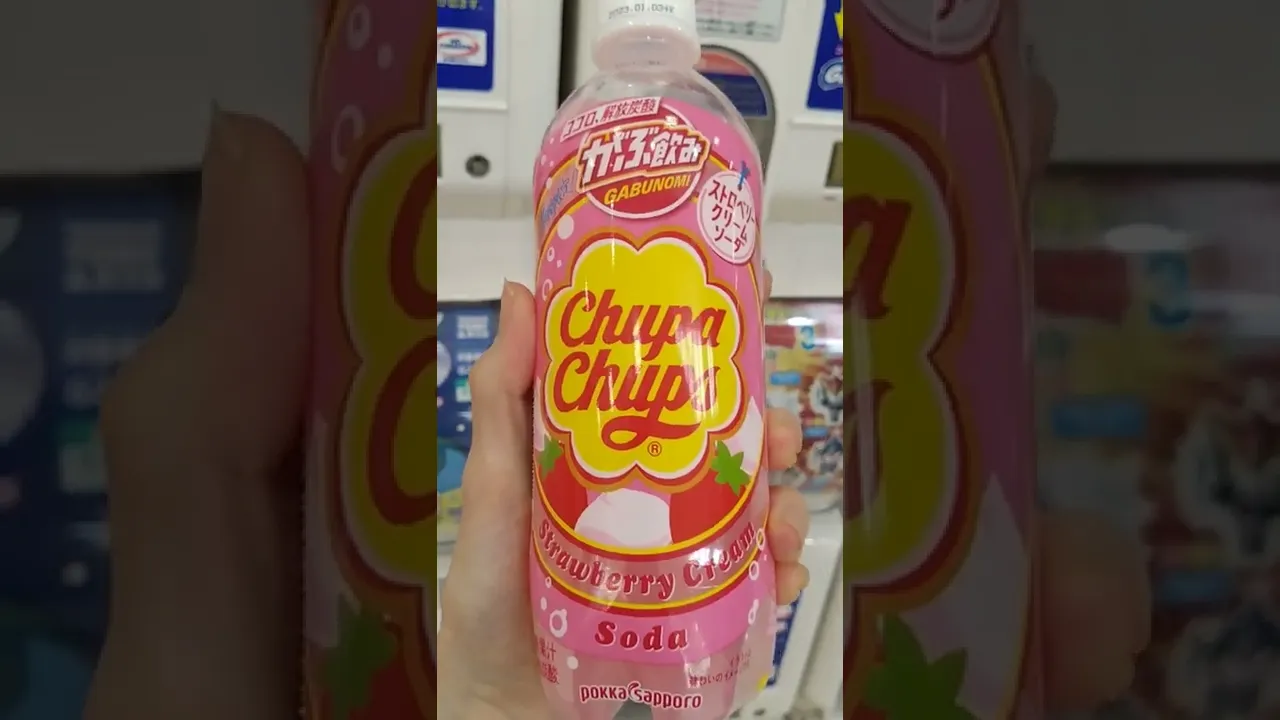 ココロ、解放炭酸
がぶ飲み
GABUNOMI
ストロベリー
クリーム
ソーダ
Chupa
Chups
®
Strawberry Cream
Soda
pokka sapporo